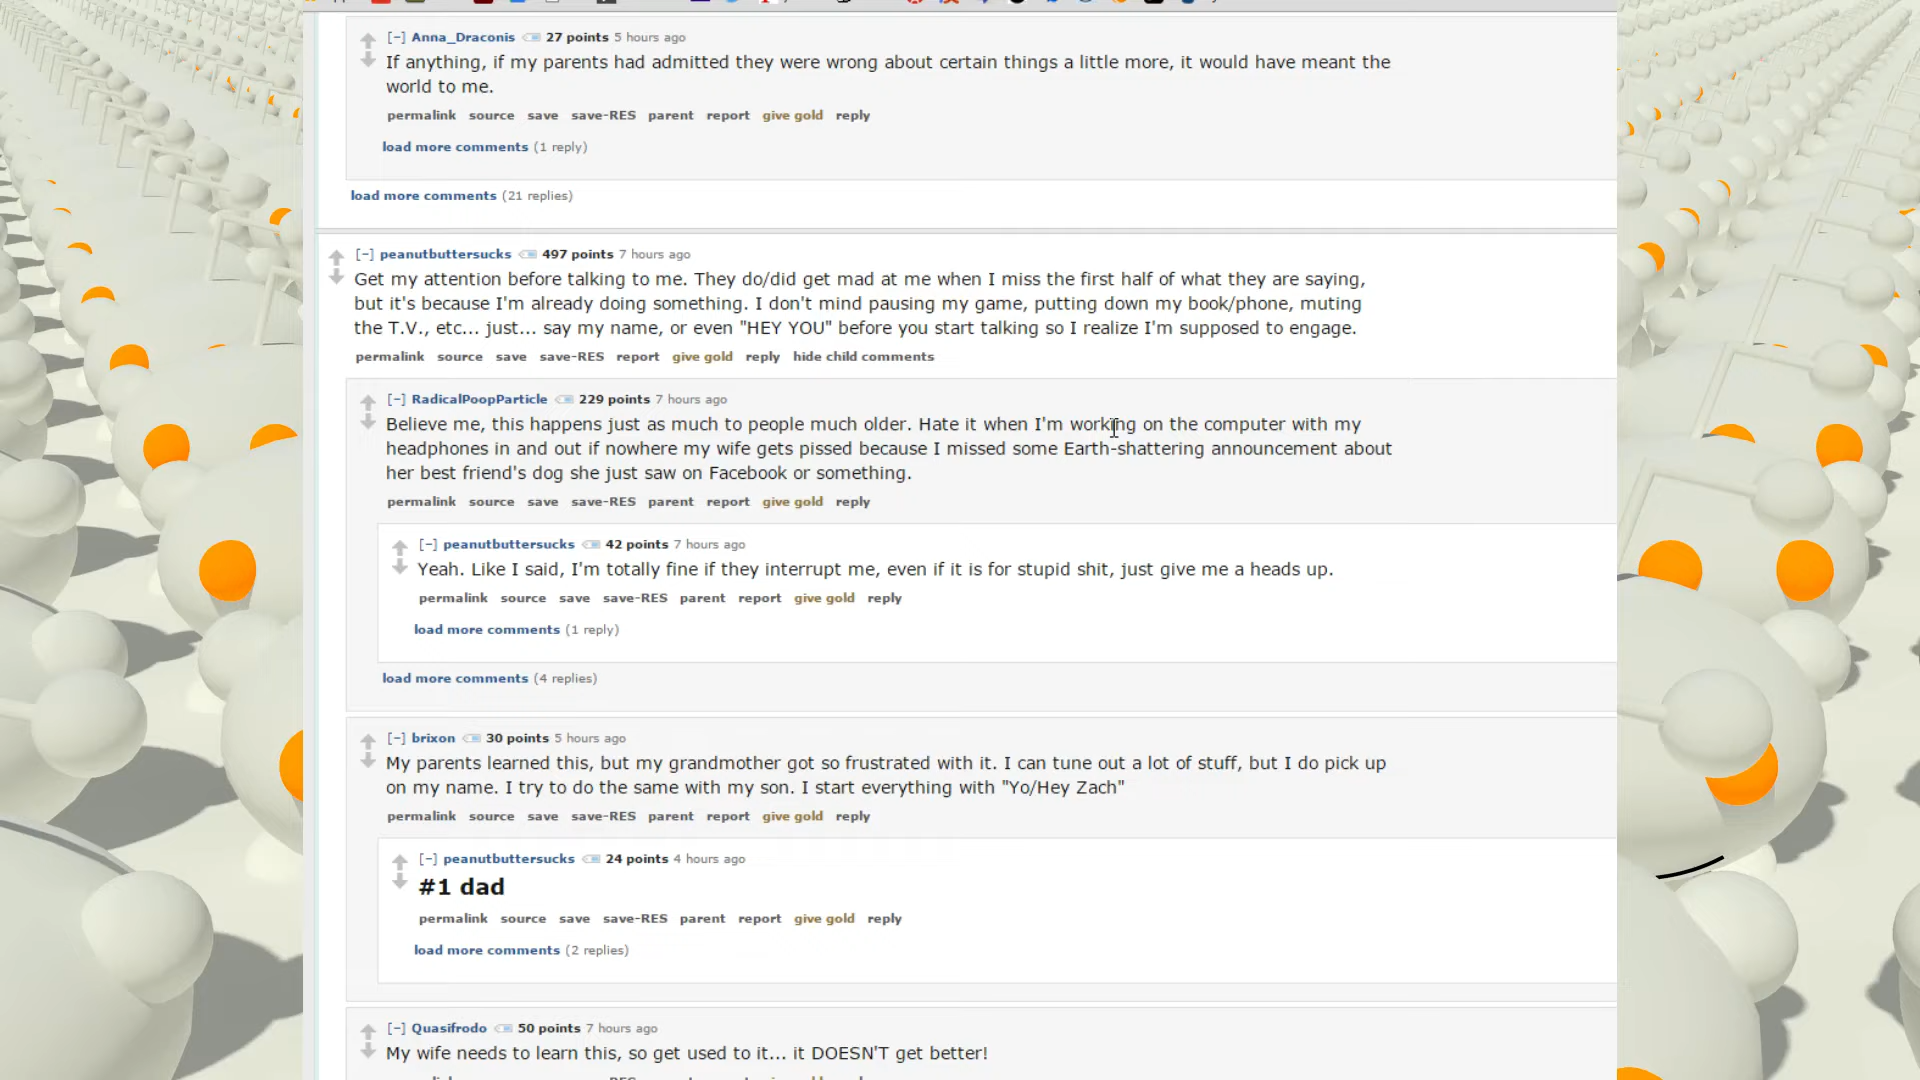 [-] Anna_Draconis 27 points 5 hours ago
If anything, if my parents had admitted they were wrong about certain things a little more, it would have meant the
world to me.
permalink source save save-RES parent report give gold reply
load more comments (1 reply)
load more comments (21 replies)
[-] peanutbuttersucks 497 points 7 hours ago
Get my attention before talking to me. They do/did get mad at me when I miss the first half of what they are saying,
but it's because I'm already doing something. I don't mind pausing my game, putting down my book/phone, muting
the T.V., etc... just... say my name, or even "HEY YOU" before you start talking so I realize I'm supposed to engage.
permalink source save save-RES report give gold reply hide child comments
[-] RadicalPoopParticle 229 points 7 hours ago
Believe me, this happens just as much to people much older. Hate it when I'm working on the computer with my
headphones in and out if nowhere my wife gets pissed because I missed some Earth-shattering announcement about
her best friend's dog she just saw on Facebook or something.
permalink source save save-RES parent report give gold reply
[-] peanutbuttersucks 42 points 7 hours ago
Yeah. Like I said, I'm totally fine if they interrupt me, even if it is for stupid shit, just give me a heads up.
permalink source save save-RES parent report give gold reply
load more comments (1 reply)
load more comments (4 replies)
[-] brixon 30 points 5 hours ago
My parents learned this, but my grandmother got so frustrated with it. I can tune out a lot of stuff, but I do pick up
on my name. I try to do the same with my son. I start everything with "Yo/Hey Zach"
permalink source save save-RES parent report give gold reply
[-] peanutbuttersucks 24 points 4 hours ago
#1 dad
permalink source save save-RES parent report give gold reply
load more comments (2 replies)
[-] Quasifrodo 50 points 7 hours ago
My wife needs to learn this, so get used to it... it DOESN'T get better!